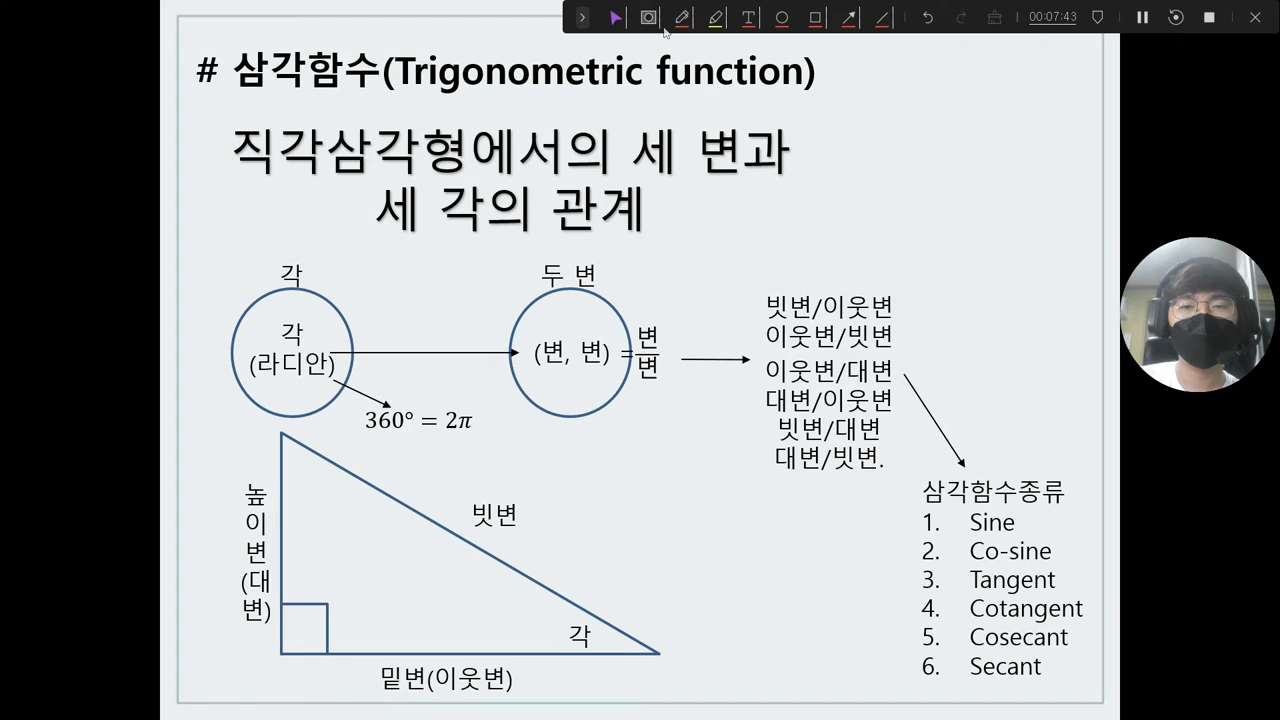 00:07:43
# 삼각함수(Trigonometric function)
직각삼각형에서의 세 변과
세 각의 관계
각
두 변
각
(라디안)
(변, 변) =
변
변
360° = 2𝜋
빗변/이웃변
이웃변/빗변
이웃변/대변
대변/이웃변
빗변/대변
대변/빗변.
삼각함수종류
1. Sine
2. Co-sine
3. Tangent
4. Cotangent
5. Cosecant
6. Secant
높
이
변
(대
변)
빗변
각
밑변(이웃변)